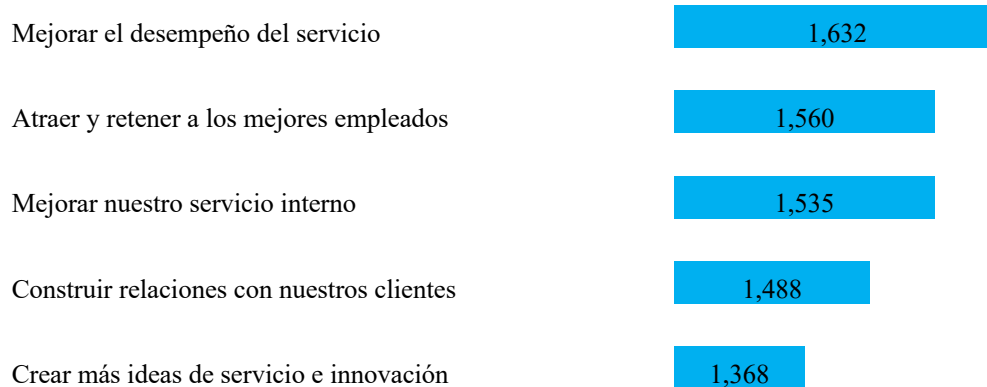 Mejorar el desempeño del servicio 1,632
Atraer y retener a los mejores empleados 1,560
Mejorar nuestro servicio interno 1,535
Construir relaciones con nuestros clientes 1,488
Crear más ideas de servicio e innovación 1,368